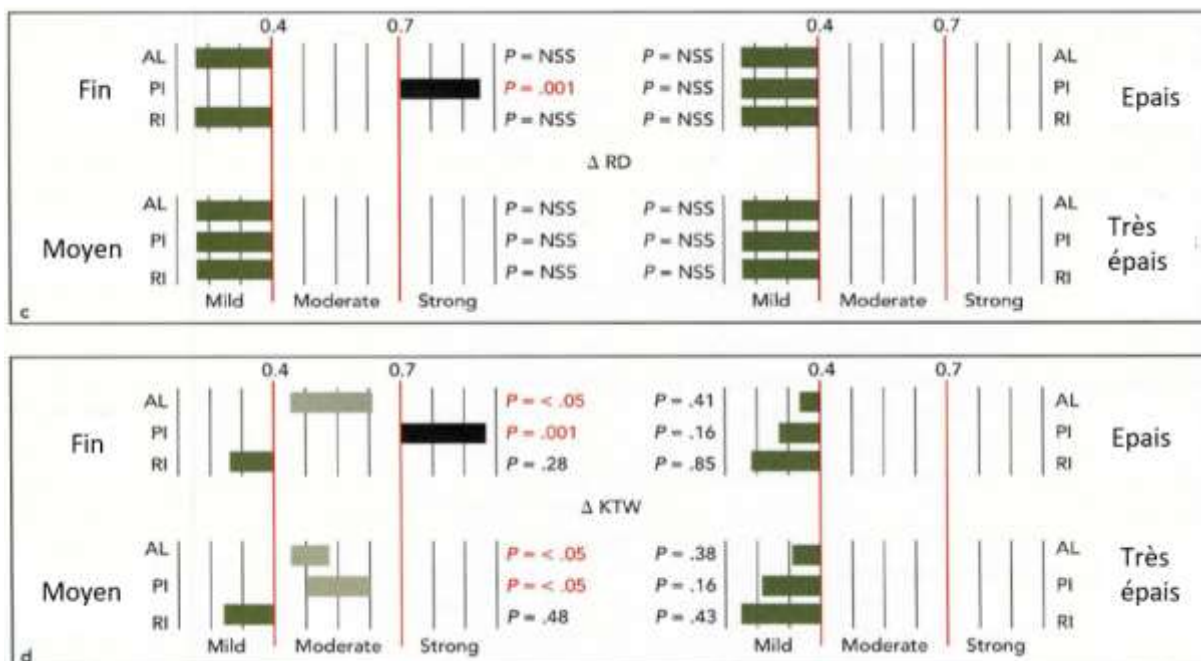 0.4 0.7 0.4 0.7
AL P = NSS P = NSS AL
Fin PI P = .001 P = NSS PI Epais
RI P = NSS P = NSS RI
Δ RD
AL P = NSS P = NSS AL
Moyen PI P = NSS P = NSS PI Très épais
RI P = NSS P = NSS RI
Mild Moderate Strong Mild Moderate Strong
c
0.4 0.7 0.4 0.7
AL P = < .05 P = .41 AL
Fin PI P = .001 P = .16 PI Epais
RI P = .28 P = .85 RI
Δ KTW
AL P = < .05 P = .38 AL
Moyen PI P = < .05 P = .16 PI Très épais
RI P = .48 P = .43 RI
Mild Moderate Strong Mild Moderate Strong
d